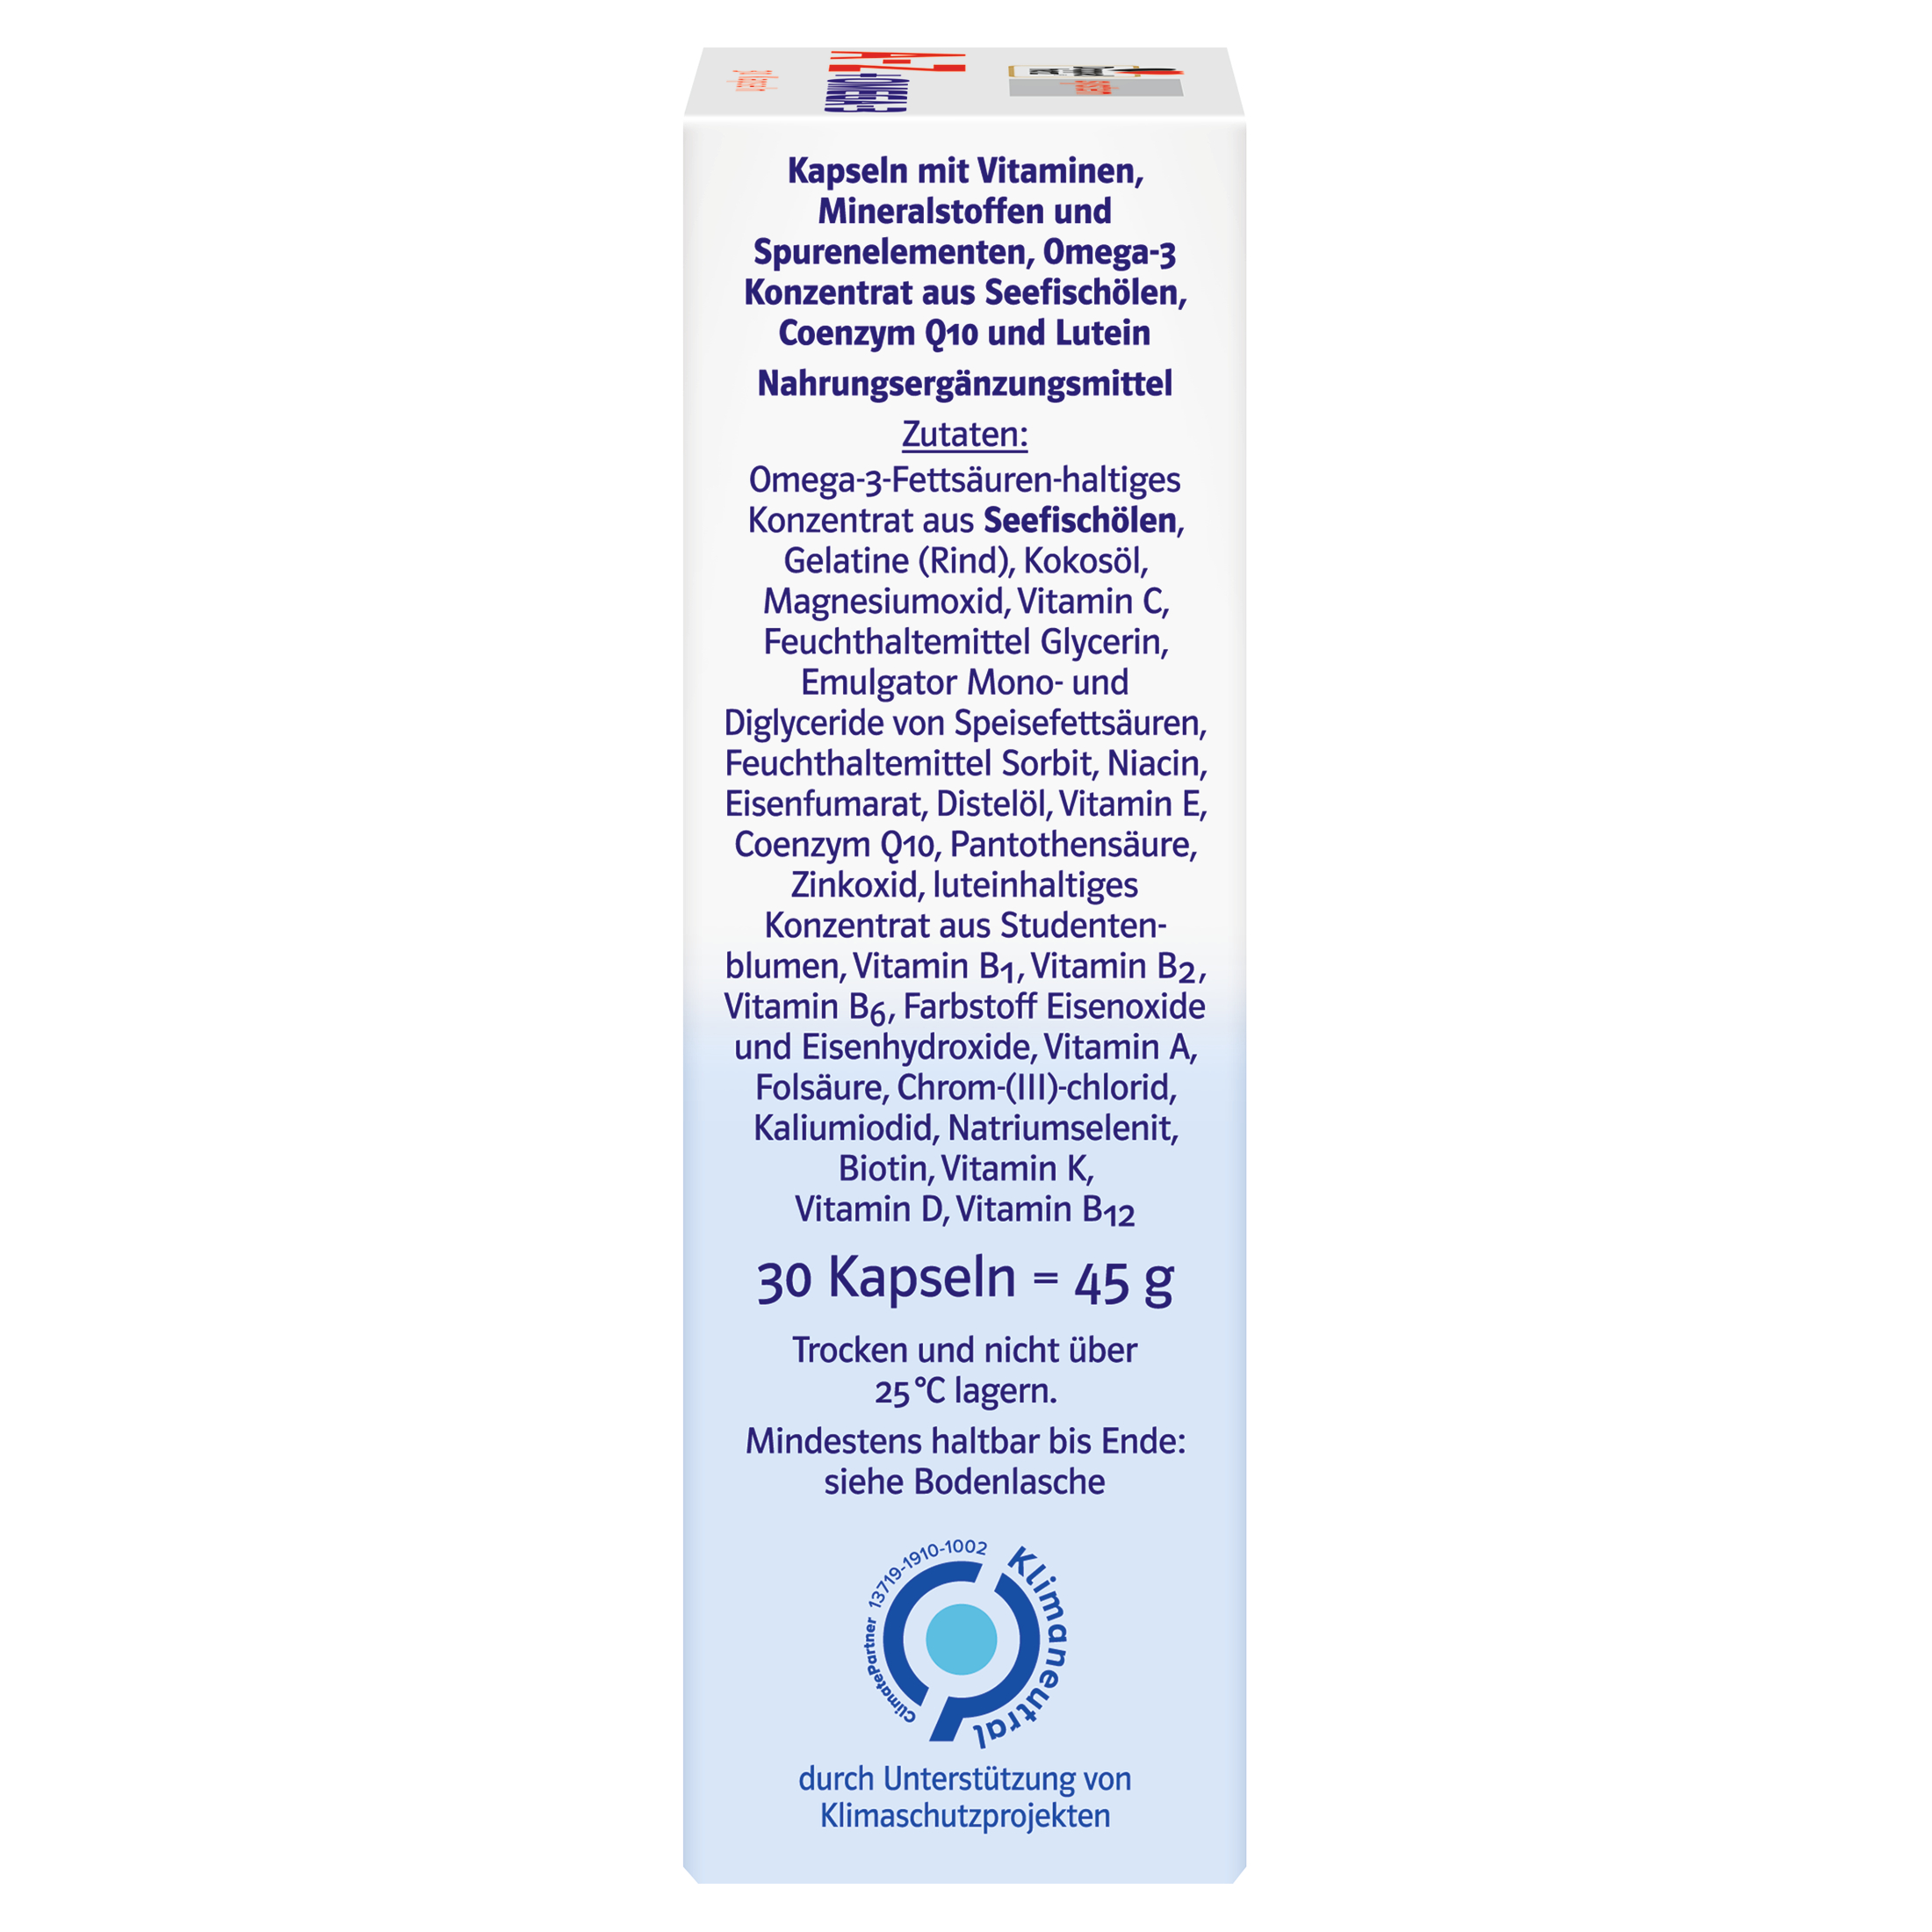 Kapseln mit Vitaminen,
Mineralstoffen und
Spurenelementen, Omega-3
Konzentrat aus Seefischölen,
Coenzym Q10 und Lutein
Nahrungsergänzungsmittel
Zutaten:
Omega-3-Fettsäuren-haltiges
Konzentrat aus Seefischölen,
Gelatine (Rind), Kokosöl,
Magnesiumoxid, Vitamin C,
Feuchthaltemittel Glycerin,
Emulgator Mono- und
Diglyceride von Speisefettsäuren,
Feuchthaltemittel Sorbit, Niacin,
Eisenfumarat, Distelöl, Vitamin E,
Coenzym Q10, Pantothensäure,
Zinkoxid, luteinhaltiges
Konzentrat aus Studenten-
blumen, Vitamin B1, Vitamin B2,
Vitamin B6, Farbstoff Eisenoxide
und Eisenhydroxide, Vitamin A,
Folsäure, Chrom-(III)-chlorid,
Kaliumiodid, Natriumselenit,
Biotin, Vitamin K,
Vitamin D, Vitamin B12
30 Kapseln = 45 g
Trocken und nicht über
25 °C lagern.
Mindestens haltbar bis Ende:
siehe Bodenlasche
ClimatePartner 13719-1910-1002
Klimaneutral
durch Unterstützung von
Klimaschutzprojekten